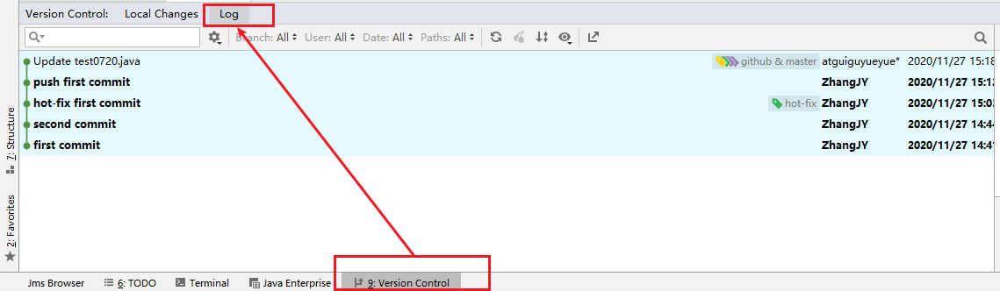 Version Control: Local Changes Log
Branch: All User: All Date: All Paths: All
Update test0720.java github & master atguiguyueyue* 2020/11/27 15:18
push first commit ZhangJY 2020/11/27 15:12
hot-fix first commit hot-fix ZhangJY 2020/11/27 15:03
second commit ZhangJY 2020/11/27 14:44
first commit ZhangJY 2020/11/27 14:41
7: Structure
2: Favorites
Jms Browser 6: TODO Terminal Java Enterprise 9: Version Control